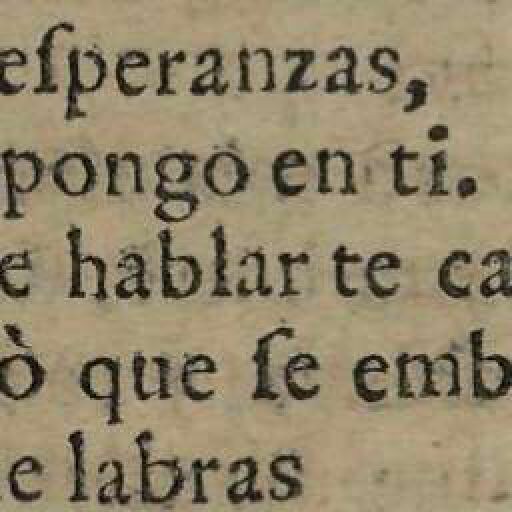 eſperanzas,
pongo en ti.
e hablar te ca
ò que ſe emb
e labras